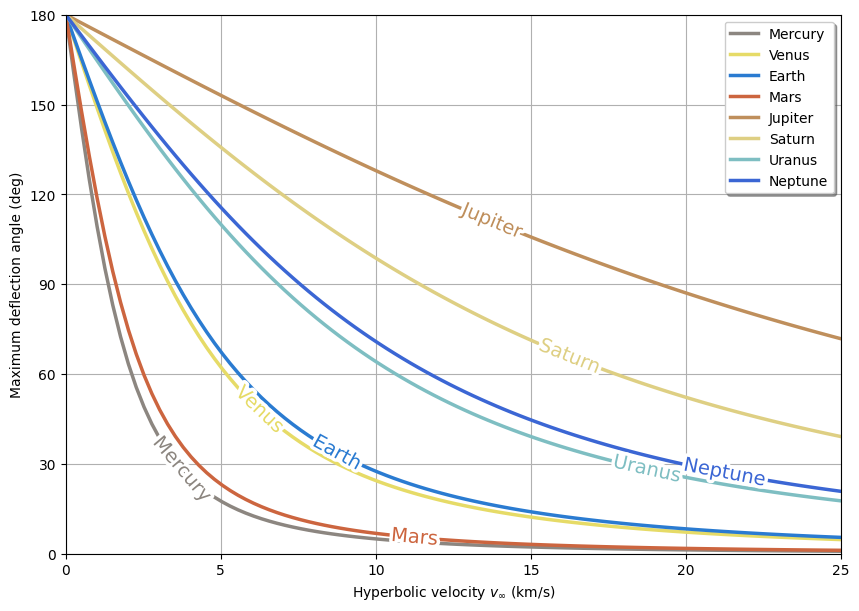 Maximum deflection angle (deg)
180
150
120
90
60
30
0
Mercury
Venus
Earth
Mars
Jupiter
Saturn
Uranus
Neptune
Jupiter
Saturn
Venus
Earth
Mercury
Uranus
Neptune
Mars
0
5
10
15
20
25
Hyperbolic velocity v∞ (km/s)